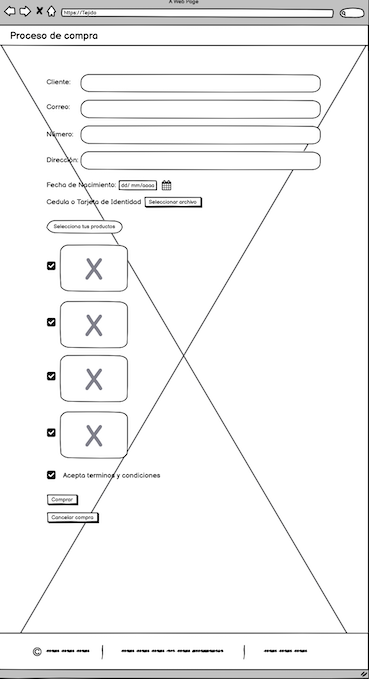 A Web Page
https://Tejido
Proceso de compra
Cliente:
Correo:
Número:
Dirección:
Fecha de Nacimiento: dd/ mm/aaaa
Cedula o Tarjeta de Identidad Seleccionar archivo
Selecciona tus productos
X
X
X
X
Acepto terminos y condiciones
Comprar
Cancelar compra
©